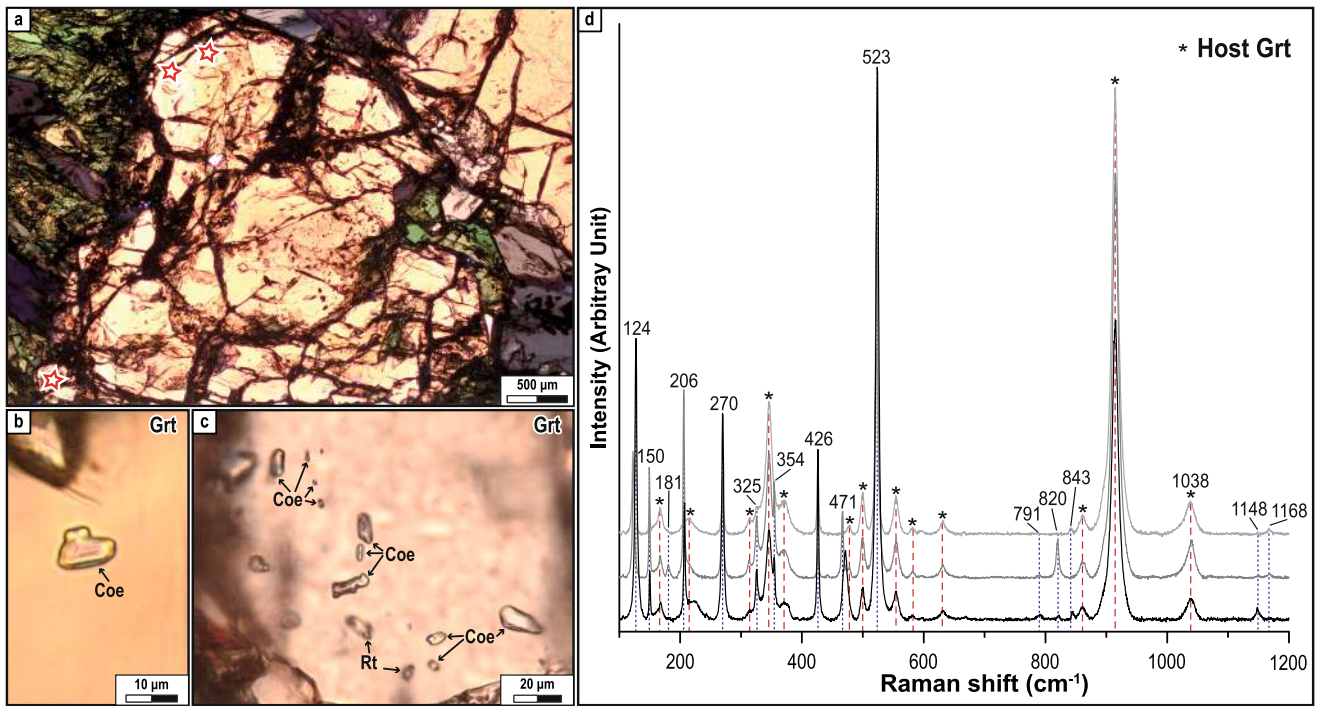 a
500 µm
b
Grt
Coe
10 µm
c
Grt
Coe
Coe
Rt
Coe
20 µm
d
* Host Grt
523
*
124
206
270
*
150
181
325
354
426
471
791
820
843
1038
1148
1168
* * * * * * * * * * *
Intensity (Arbitray Unit)
200 400 600 800 1000 1200
Raman shift (cm⁻¹)